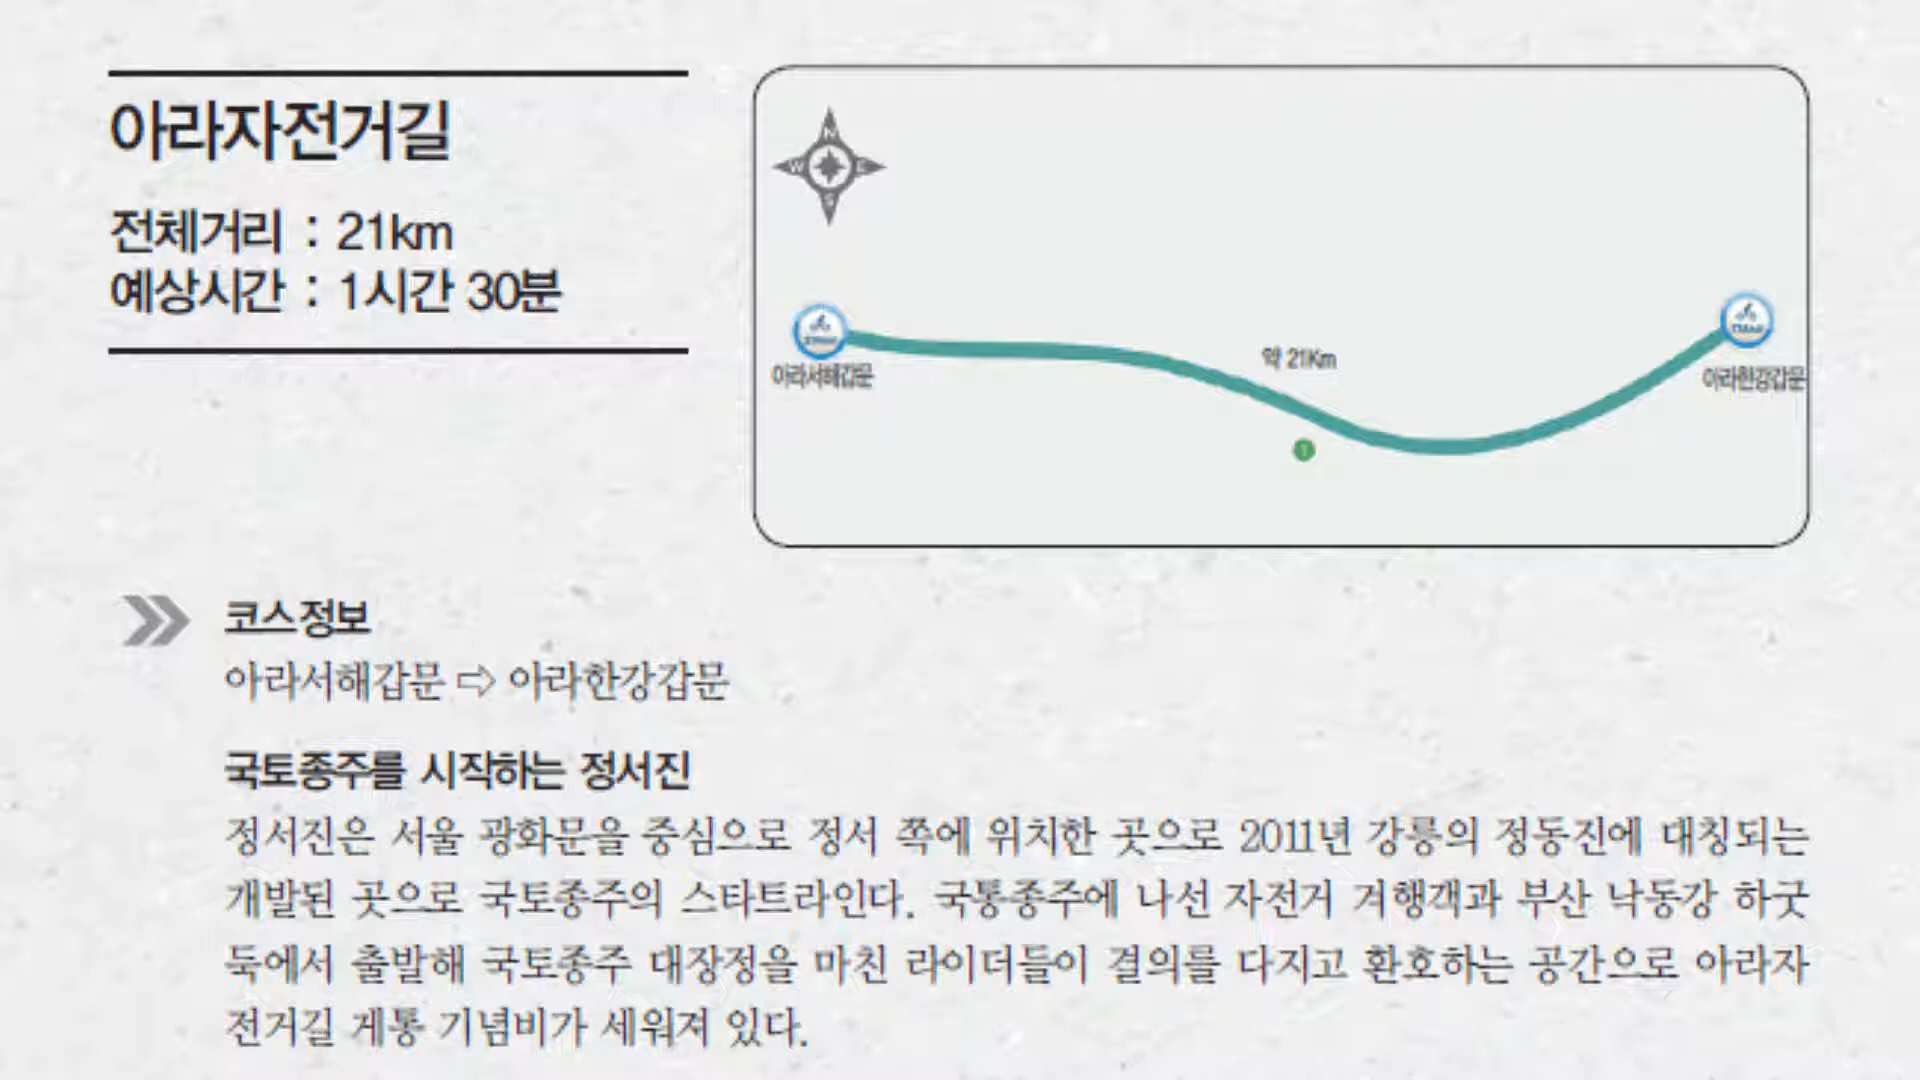 아라자전거길
전체거리 : 21km
예상시간 : 1시간 30분
N
W E
S
아라서해갑문
약 21Km
아라한강갑문
코스정보
아라서해갑문 ⇨ 아라한강갑문
국토종주를 시작하는 정서진
정서진은 서울 광화문을 중심으로 정서 쪽에 위치한 곳으로 2011년 강릉의 정동진에 대칭되는
개발된 곳으로 국토종주의 스타트라인다. 국통종주에 나선 자전거 겨행객과 부산 낙동강 하굿
둑에서 출발해 국토종주 대장정을 마친 라이더들이 결의를 다지고 환호하는 공간으로 아라자
전거길 게통 기념비가 세워져 있다.